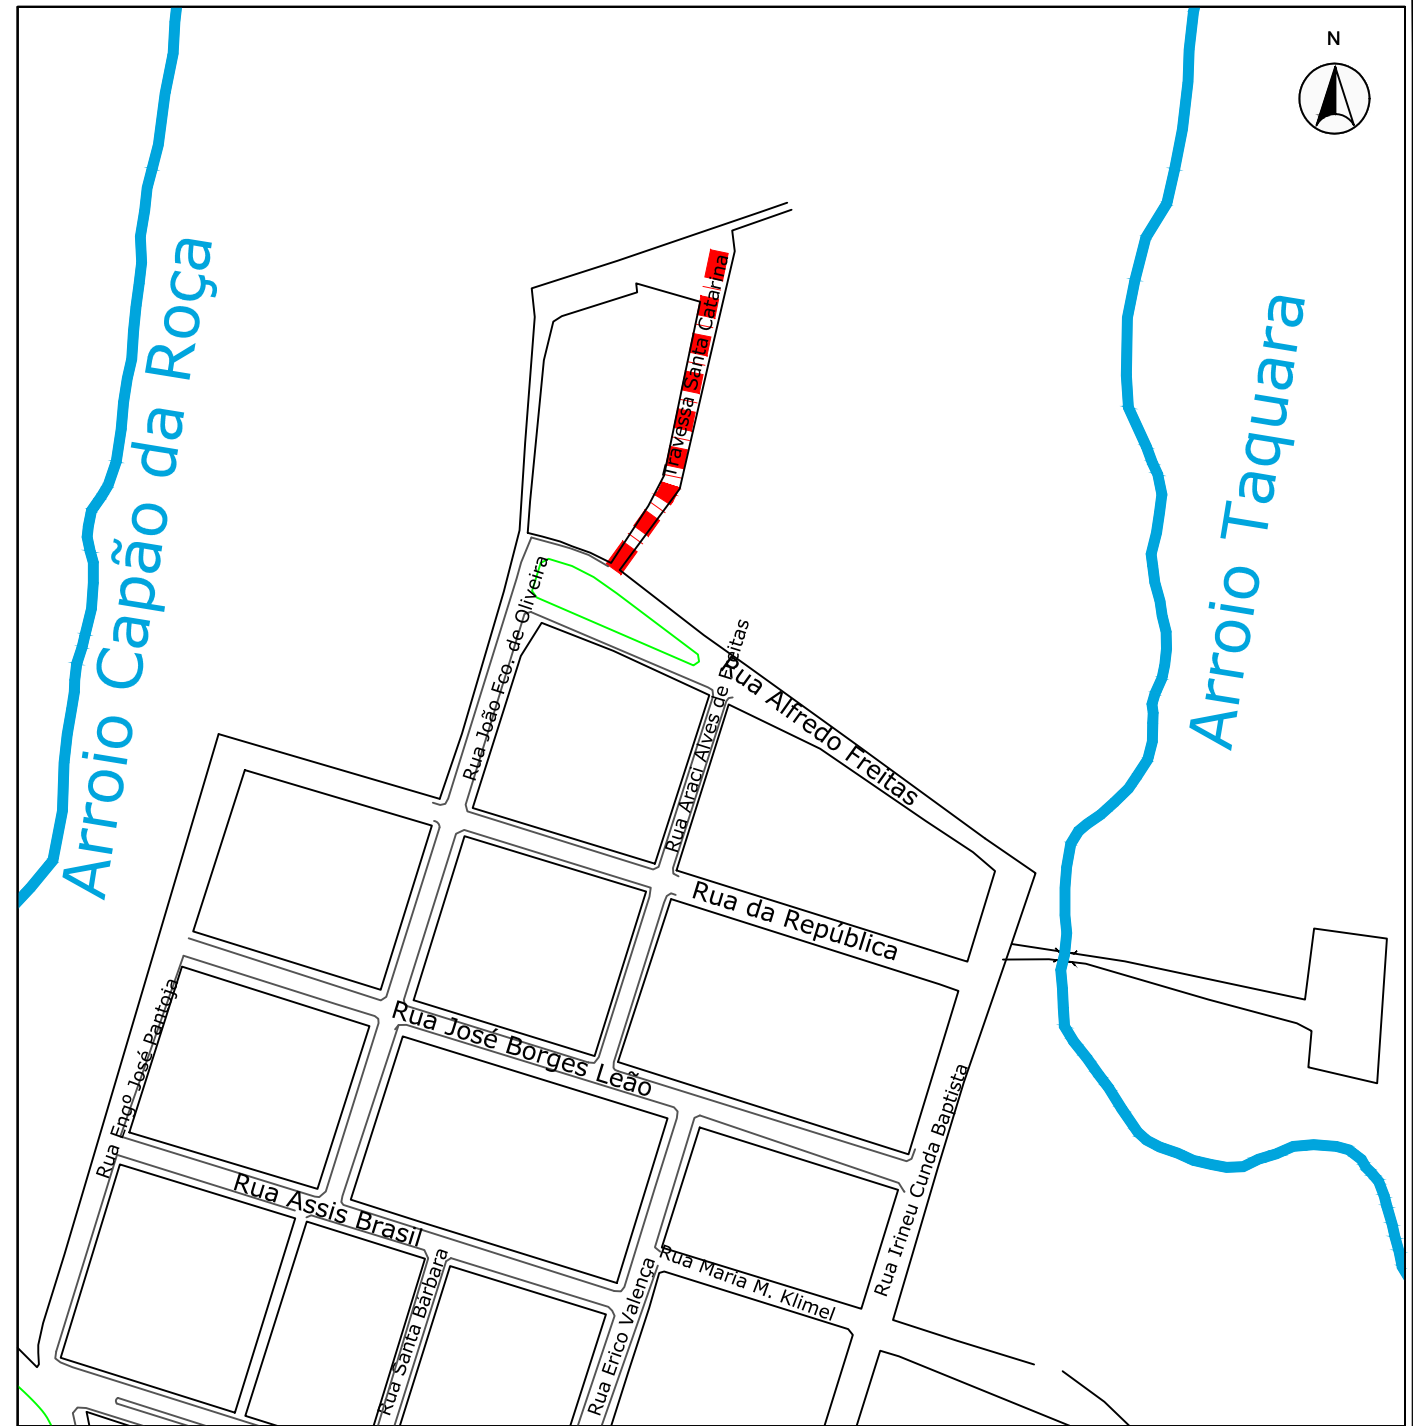 N
Arroio Capão da Roça
Travessa Santa Catarina
Arroio Taquara
Rua João Fco. de Oliveira
Rua Araci Alves de Freitas
Rua Alfredo Freitas
Rua da República
Rua José Borges Leão
Rua Engº José Pantoja
Rua Irineu Cunda Baptista
Rua Assis Brasil
Rua Santa Bárbara
Rua Erico Valença
Rua Maria M. Klimel